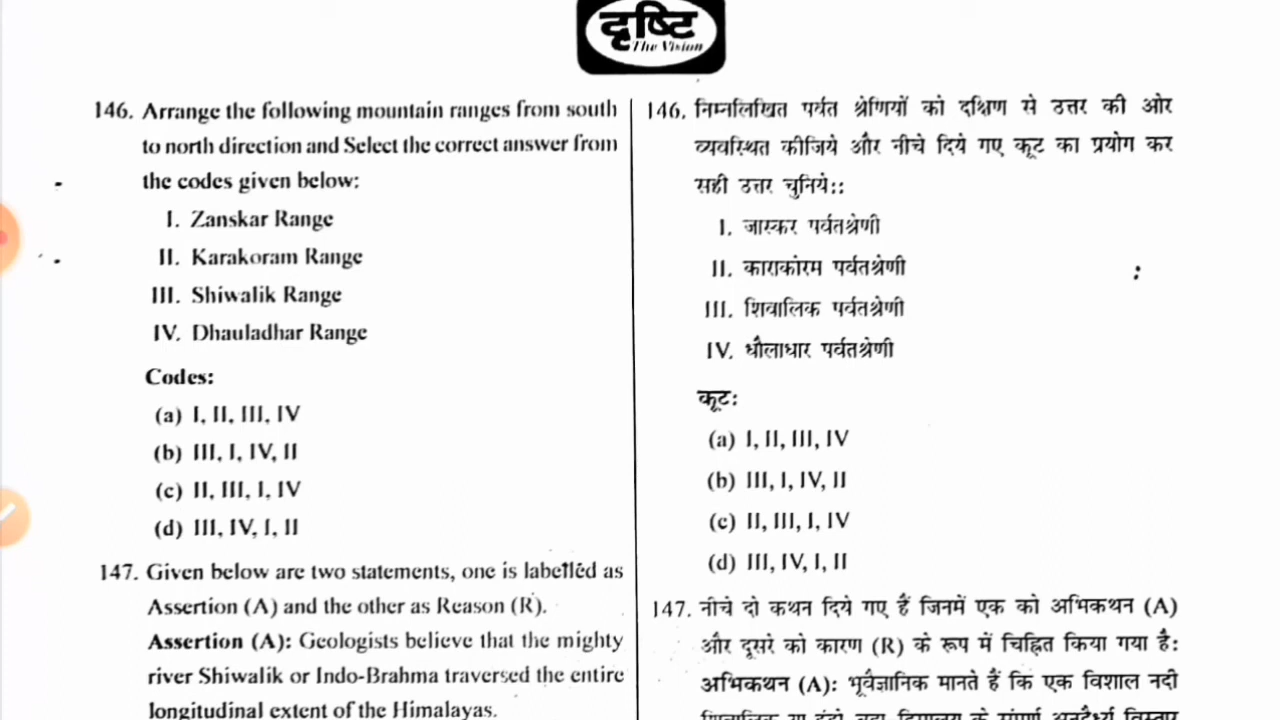 दृष्टि
The Vision
146. Arrange the following mountain ranges from south
to north direction and Select the correct answer from
the codes given below:
I. Zanskar Range
II. Karakoram Range
III. Shiwalik Range
IV. Dhauladhar Range
Codes:
(a) I, II, III, IV
(b) III, I, IV, II
(c) II, III, I, IV
(d) III, IV, I, II
147. Given below are two statements, one is labelled as
Assertion (A) and the other as Reason (R).
Assertion (A): Geologists believe that the mighty
river Shiwalik or Indo-Brahma traversed the entire
longitudinal extent of the Himalayas.
146. निम्नलिखित पर्वत श्रेणियों को दक्षिण से उत्तर की ओर
व्यवस्थित कीजिये और नीचे दिये गए कूट का प्रयोग कर
सही उत्तर चुनिये::
I. जास्कर पर्वतश्रेणी
II. काराकोरम पर्वतश्रेणी
III. शिवालिक पर्वतश्रेणी
IV. धौलाधार पर्वतश्रेणी
कूट:
(a) I, II, III, IV
(b) III, I, IV, II
(c) II, III, I, IV
(d) III, IV, I, II
147. नीचे दो कथन दिये गए हैं जिनमें एक को अभिकथन (A)
और दूसरे को कारण (R) के रूप में चिह्नित किया गया है:
अभिकथन (A): भूवैज्ञानिक मानते हैं कि एक विशाल नदी